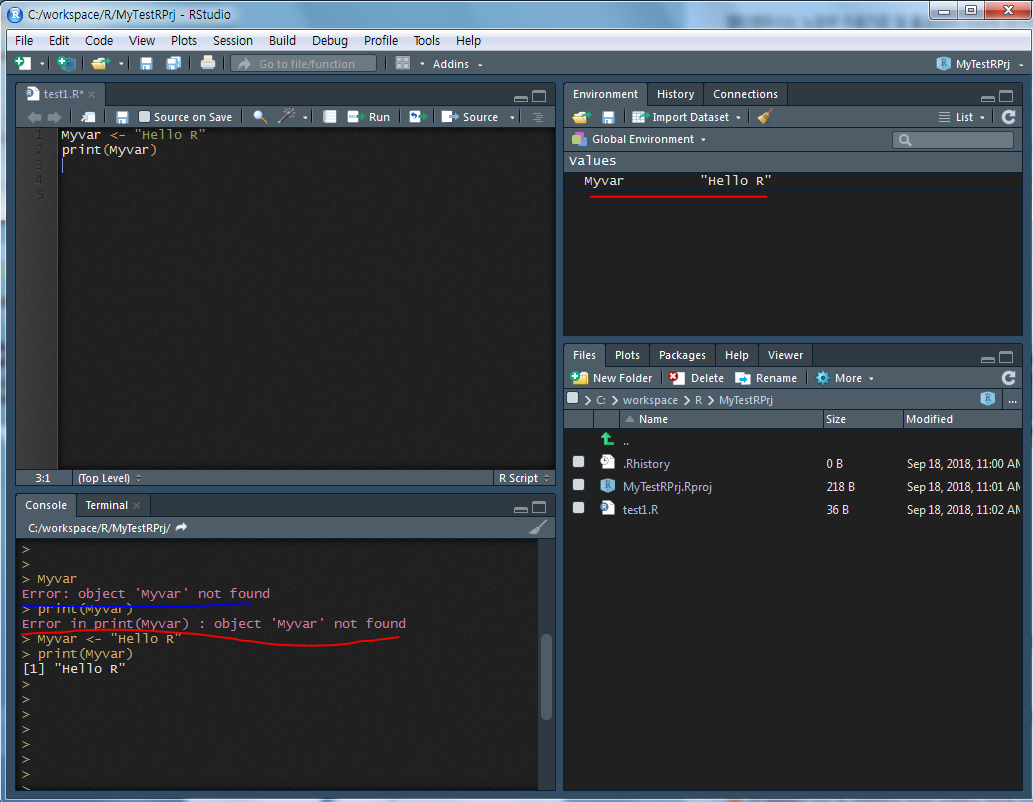 C:/workspace/R/MyTestRPrj - RStudio
File Edit Code View Plots Session Build Debug Profile Tools Help
Go to file/function Addins MyTestRPrj
test1.R*
Source on Save Run Source
1 Myvar <- "Hello R"
2 print(Myvar)
3
4
5
3:1 (Top Level) R Script
Console Terminal
C:/workspace/R/MyTestRPrj/
>
>
> Myvar
Error: object 'Myvar' not found
> print(Myvar)
Error in print(Myvar) : object 'Myvar' not found
> Myvar <- "Hello R"
> print(Myvar)
[1] "Hello R"
>
>
>
>
>
>
>
>
Environment History Connections
Import Dataset List
Global Environment
Values
Myvar "Hello R"
Files Plots Packages Help Viewer
New Folder Delete Rename More
C: workspace R MyTestRPrj ...
Name Size Modified
..
.Rhistory 0 B Sep 18, 2018, 11:00 AM
MyTestRPrj.Rproj 218 B Sep 18, 2018, 11:01 AM
test1.R 36 B Sep 18, 2018, 11:02 AM